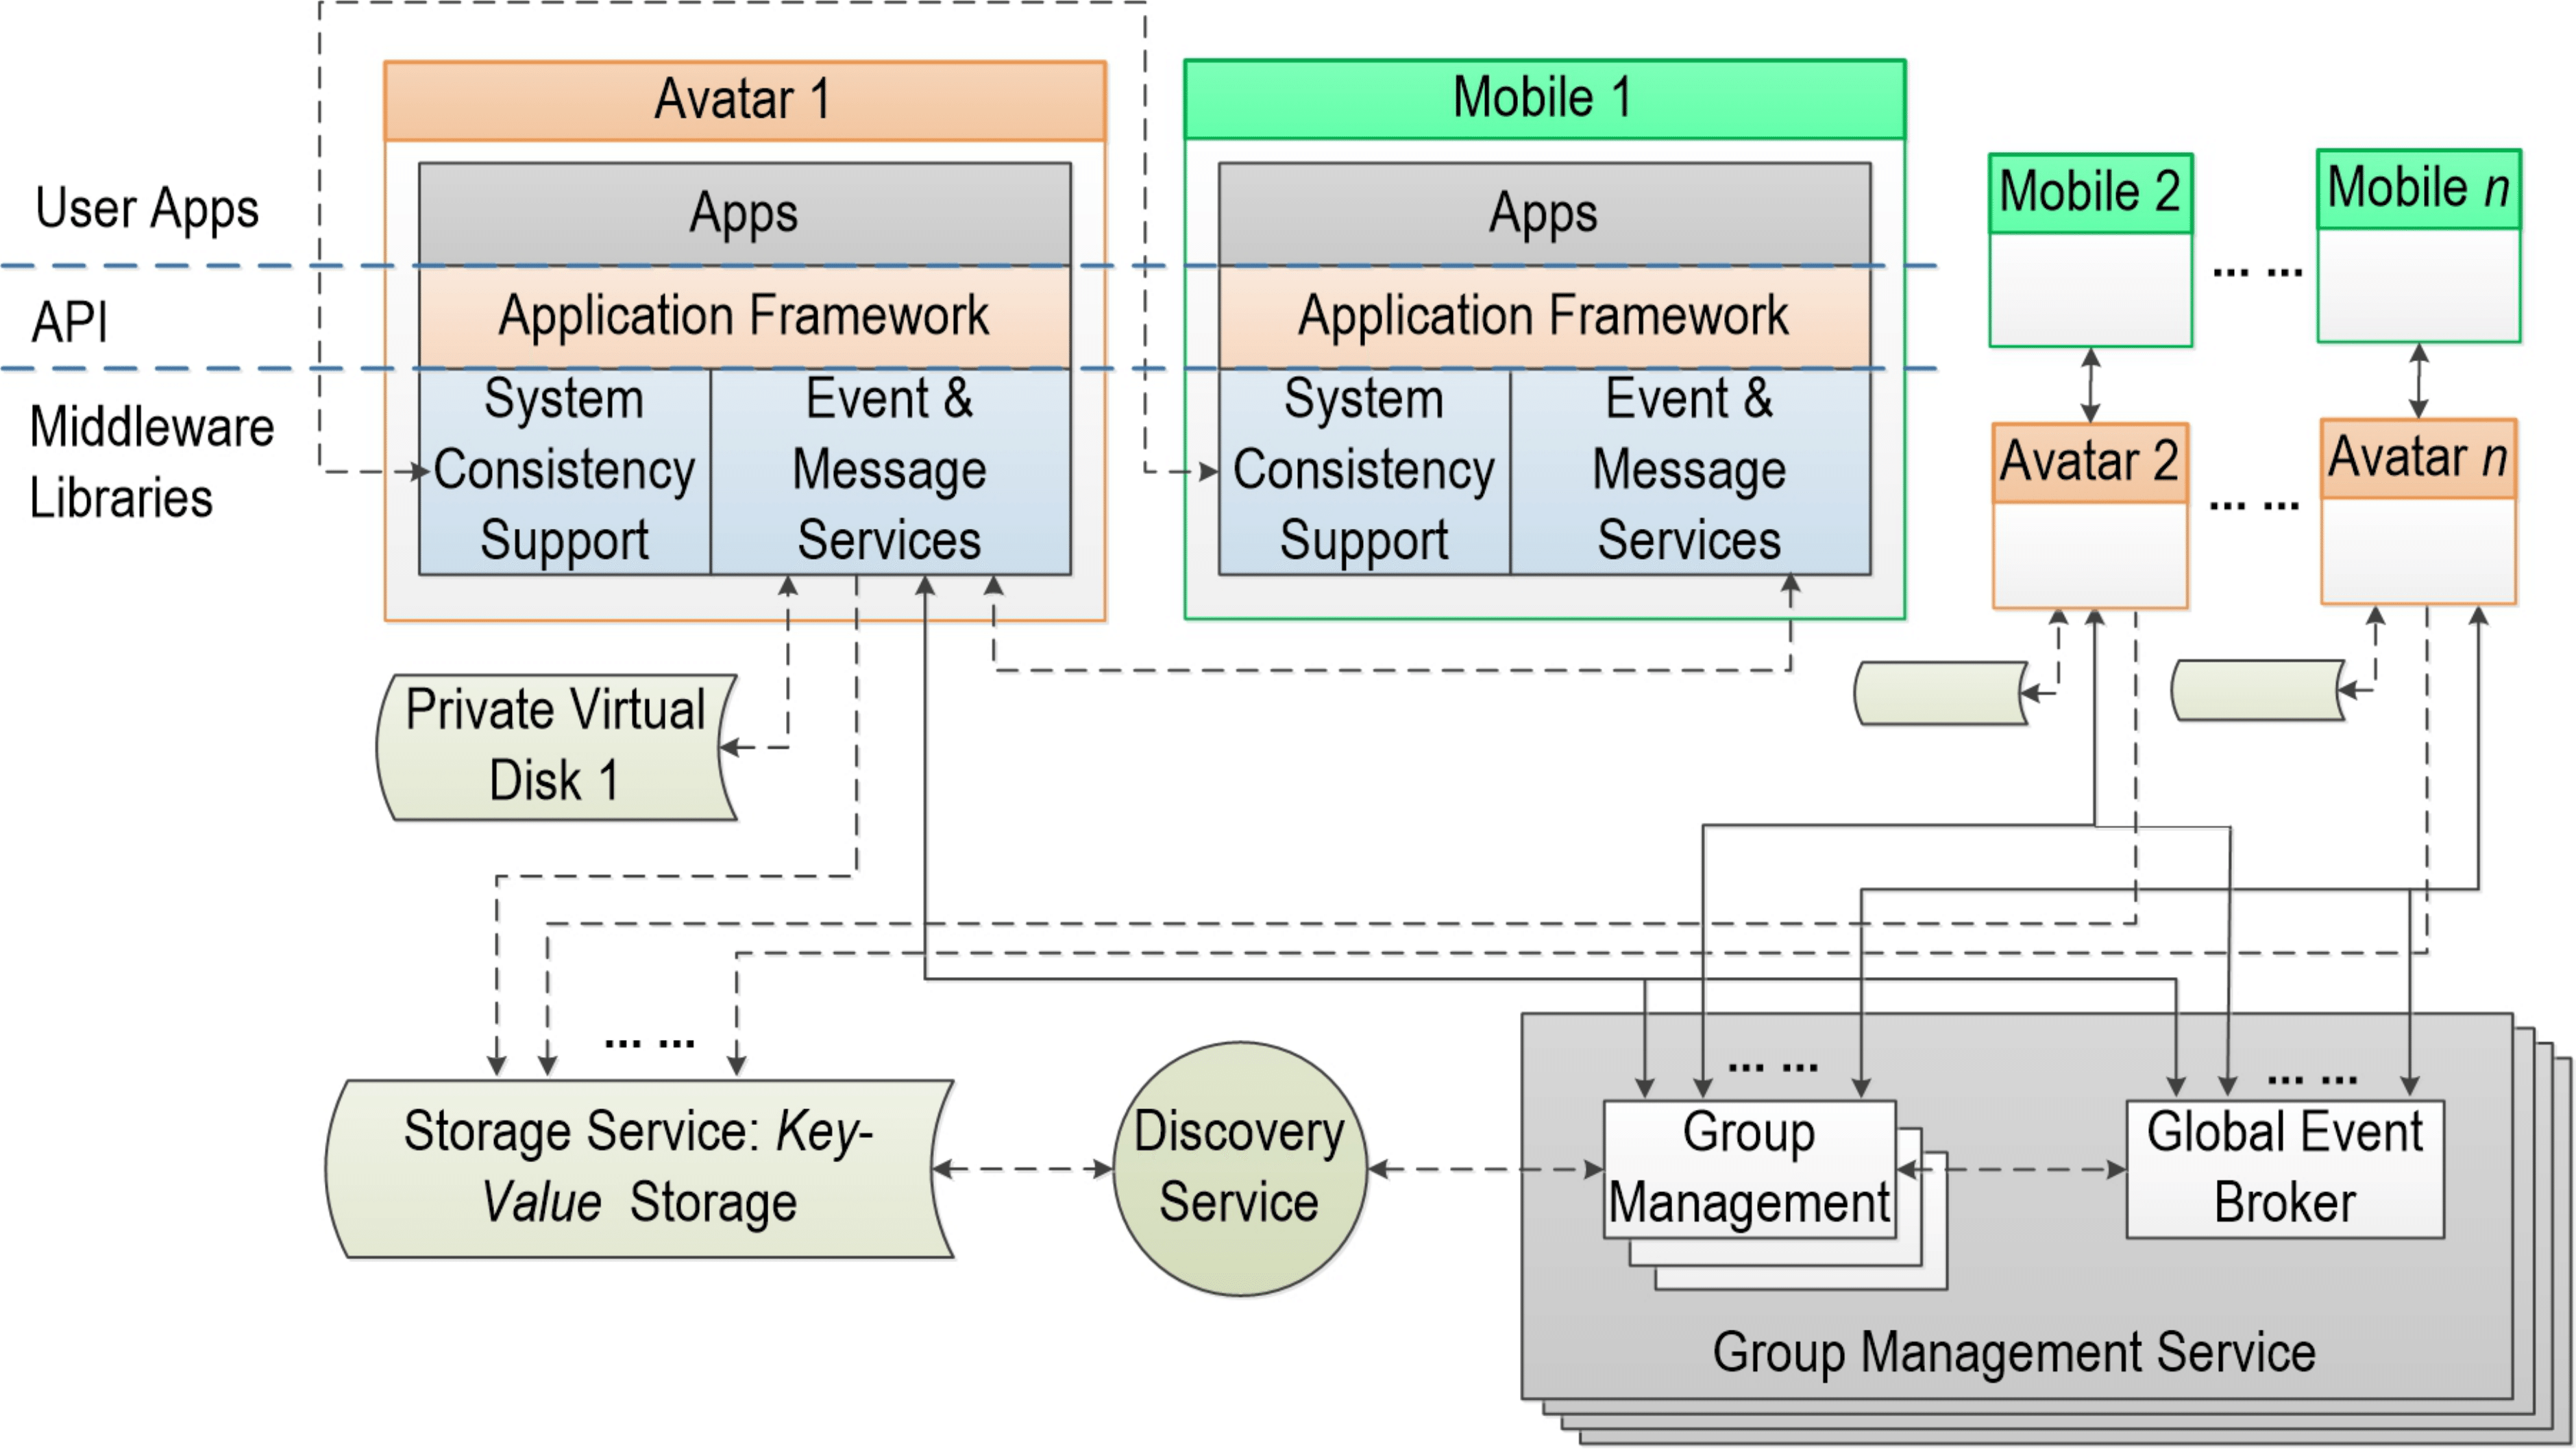 Avatar 1
Mobile 1
User Apps
Apps
Apps
Mobile 2
... ...
Mobile n
API
Application Framework
Application Framework
Middleware
Libraries
System
Consistency
Support
Event &
Message
Services
System
Consistency
Support
Event &
Message
Services
Avatar 2
... ...
Avatar n
Private Virtual
Disk 1
... ...
... ...
... ...
Storage Service: Key-
Value Storage
Discovery
Service
Group
Management
Global Event
Broker
Group Management Service